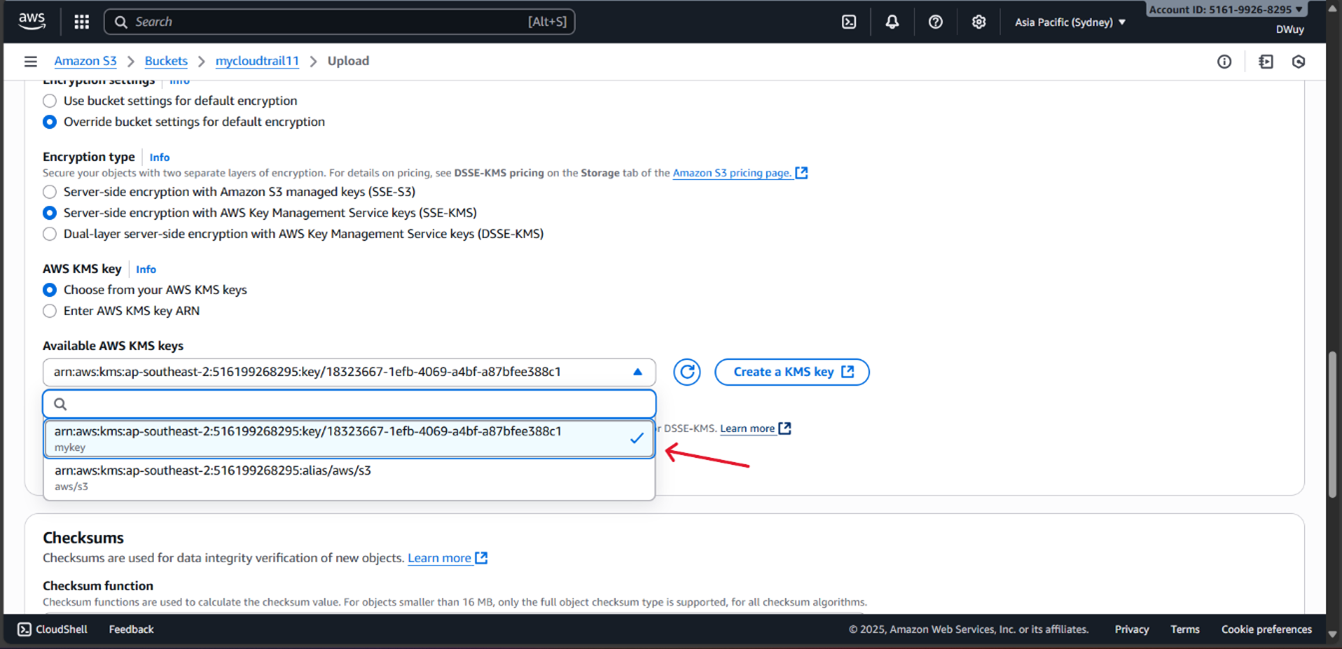 aws
Search
[Alt+S]
Asia Pacific (Sydney)
Account ID: 5161-9926-8295
DWuy
Amazon S3
Buckets
mycloudtrail11
Upload
Encryption settings
Info
Use bucket settings for default encryption
Override bucket settings for default encryption
Encryption type
Info
Secure your objects with two separate layers of encryption. For details on pricing, see DSSE-KMS pricing on the Storage tab of the Amazon S3 pricing page.
Server-side encryption with Amazon S3 managed keys (SSE-S3)
Server-side encryption with AWS Key Management Service keys (SSE-KMS)
Dual-layer server-side encryption with AWS Key Management Service keys (DSSE-KMS)
AWS KMS key
Info
Choose from your AWS KMS keys
Enter AWS KMS key ARN
Available AWS KMS keys
arn:aws:kms:ap-southeast-2:516199268295:key/18323667-1efb-4069-a4bf-a87bfee388c1
Create a KMS key
arn:aws:kms:ap-southeast-2:516199268295:key/18323667-1efb-4069-a4bf-a87bfee388c1
mykey
DSSE-KMS. Learn more
arn:aws:kms:ap-southeast-2:516199268295:alias/aws/s3
aws/s3
Checksums
Checksums are used for data integrity verification of new objects. Learn more
Checksum function
Checksum functions are used to calculate the checksum value. For objects smaller than 16 MB, only the full object checksum type is supported, for all checksum algorithms.
CloudShell
Feedback
© 2025, Amazon Web Services, Inc. or its affiliates.
Privacy
Terms
Cookie preferences